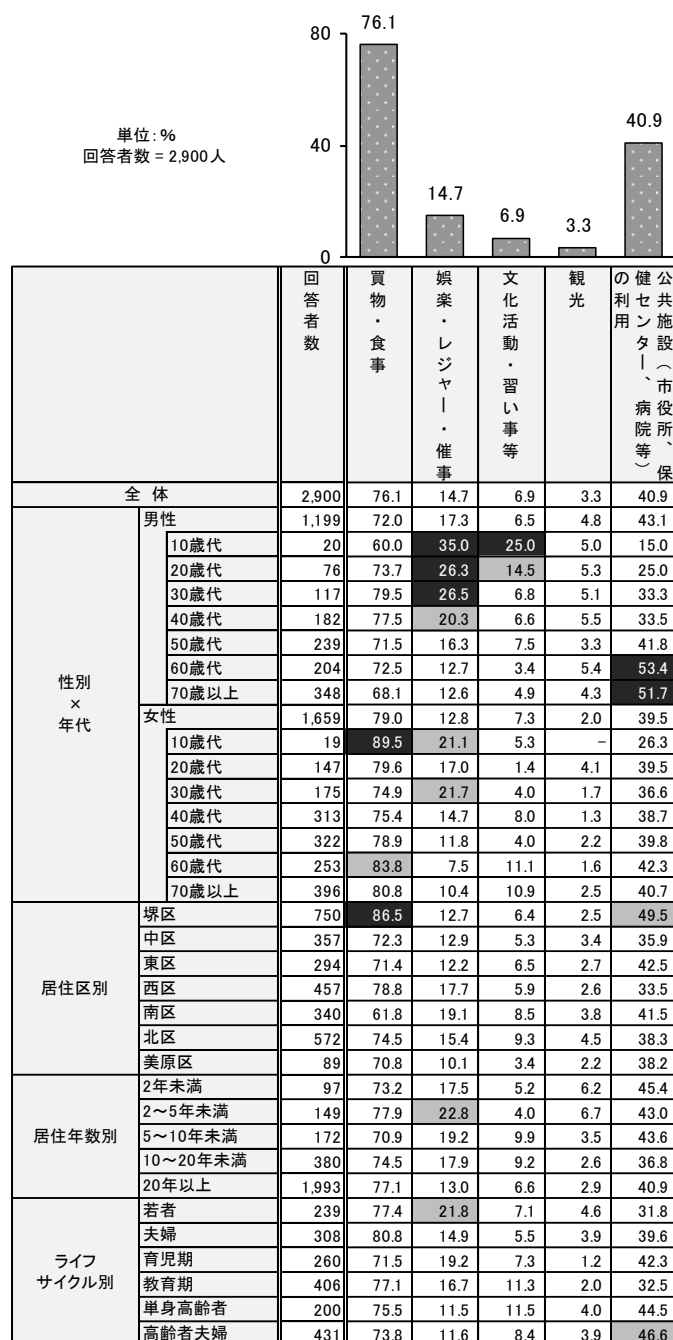 76.1
80
40.9
単位:%
回答者数 = 2,900人
40
14.7
6.9
3.3
0
回答者数
買物・食事
娯楽・レジャー・催事
文化活動・習い事等
観光
公共施設（市役所、保健センター、病院等）の利用
全 体 2,900 76.1 14.7 6.9 3.3 40.9
性別×年代
男性 1,199 72.0 17.3 6.5 4.8 43.1
10歳代 20 60.0 35.0 25.0 5.0 15.0
20歳代 76 73.7 26.3 14.5 5.3 25.0
30歳代 117 79.5 26.5 6.8 5.1 33.3
40歳代 182 77.5 20.3 6.6 5.5 33.5
50歳代 239 71.5 16.3 7.5 3.3 41.8
60歳代 204 72.5 12.7 3.4 5.4 53.4
70歳以上 348 68.1 12.6 4.9 4.3 51.7
女性 1,659 79.0 12.8 7.3 2.0 39.5
10歳代 19 89.5 21.1 5.3 － 26.3
20歳代 147 79.6 17.0 1.4 4.1 39.5
30歳代 175 74.9 21.7 4.0 1.7 36.6
40歳代 313 75.4 14.7 8.0 1.3 38.7
50歳代 322 78.9 11.8 4.0 2.2 39.8
60歳代 253 83.8 7.5 11.1 1.6 42.3
70歳以上 396 80.8 10.4 10.9 2.5 40.7
居住区別
堺区 750 86.5 12.7 6.4 2.5 49.5
中区 357 72.3 12.9 5.3 3.4 35.9
東区 294 71.4 12.2 6.5 2.7 42.5
西区 457 78.8 17.7 5.9 2.6 33.5
南区 340 61.8 19.1 8.5 3.8 41.5
北区 572 74.5 15.4 9.3 4.5 38.3
美原区 89 70.8 10.1 3.4 2.2 38.2
居住年数別
2年未満 97 73.2 17.5 5.2 6.2 45.4
2～5年未満 149 77.9 22.8 4.0 6.7 43.0
5～10年未満 172 70.9 19.2 9.9 3.5 43.6
10～20年未満 380 74.5 17.9 9.2 2.6 36.8
20年以上 1,993 77.1 13.0 6.6 2.9 40.9
ライフ
サイクル別
若者 239 77.4 21.8 7.1 4.6 31.8
夫婦 308 80.8 14.9 5.5 3.9 39.6
育児期 260 71.5 19.2 7.3 1.2 42.3
教育期 406 77.1 16.7 11.3 2.0 32.5
単身高齢者 200 75.5 11.5 11.5 4.0 44.5
高齢者夫婦 431 73.8 11.6 8.4 3.9 46.6